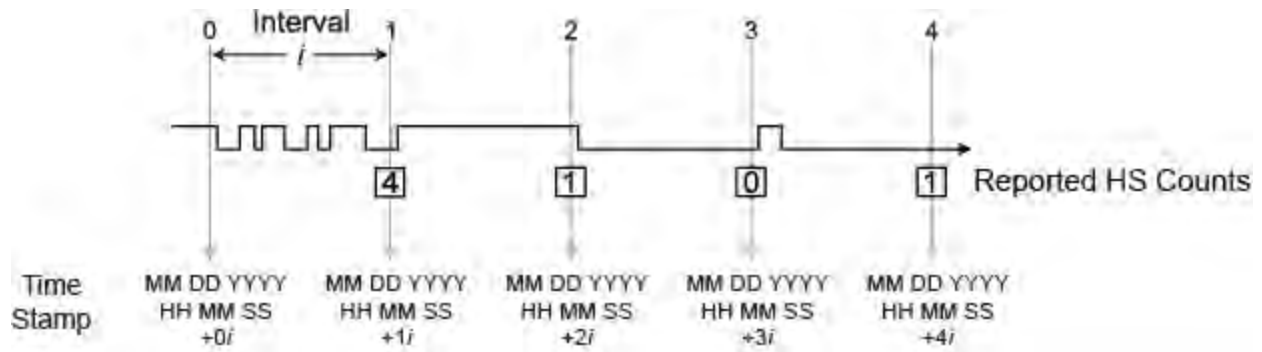 0 Interval 1 2 3 4
i
4 1 0 1 Reported HS Counts
Time Stamp
MM DD YYYY MM DD YYYY MM DD YYYY MM DD YYYY MM DD YYYY
HH MM SS HH MM SS HH MM SS HH MM SS HH MM SS
+0i +1i +2i +3i +4i